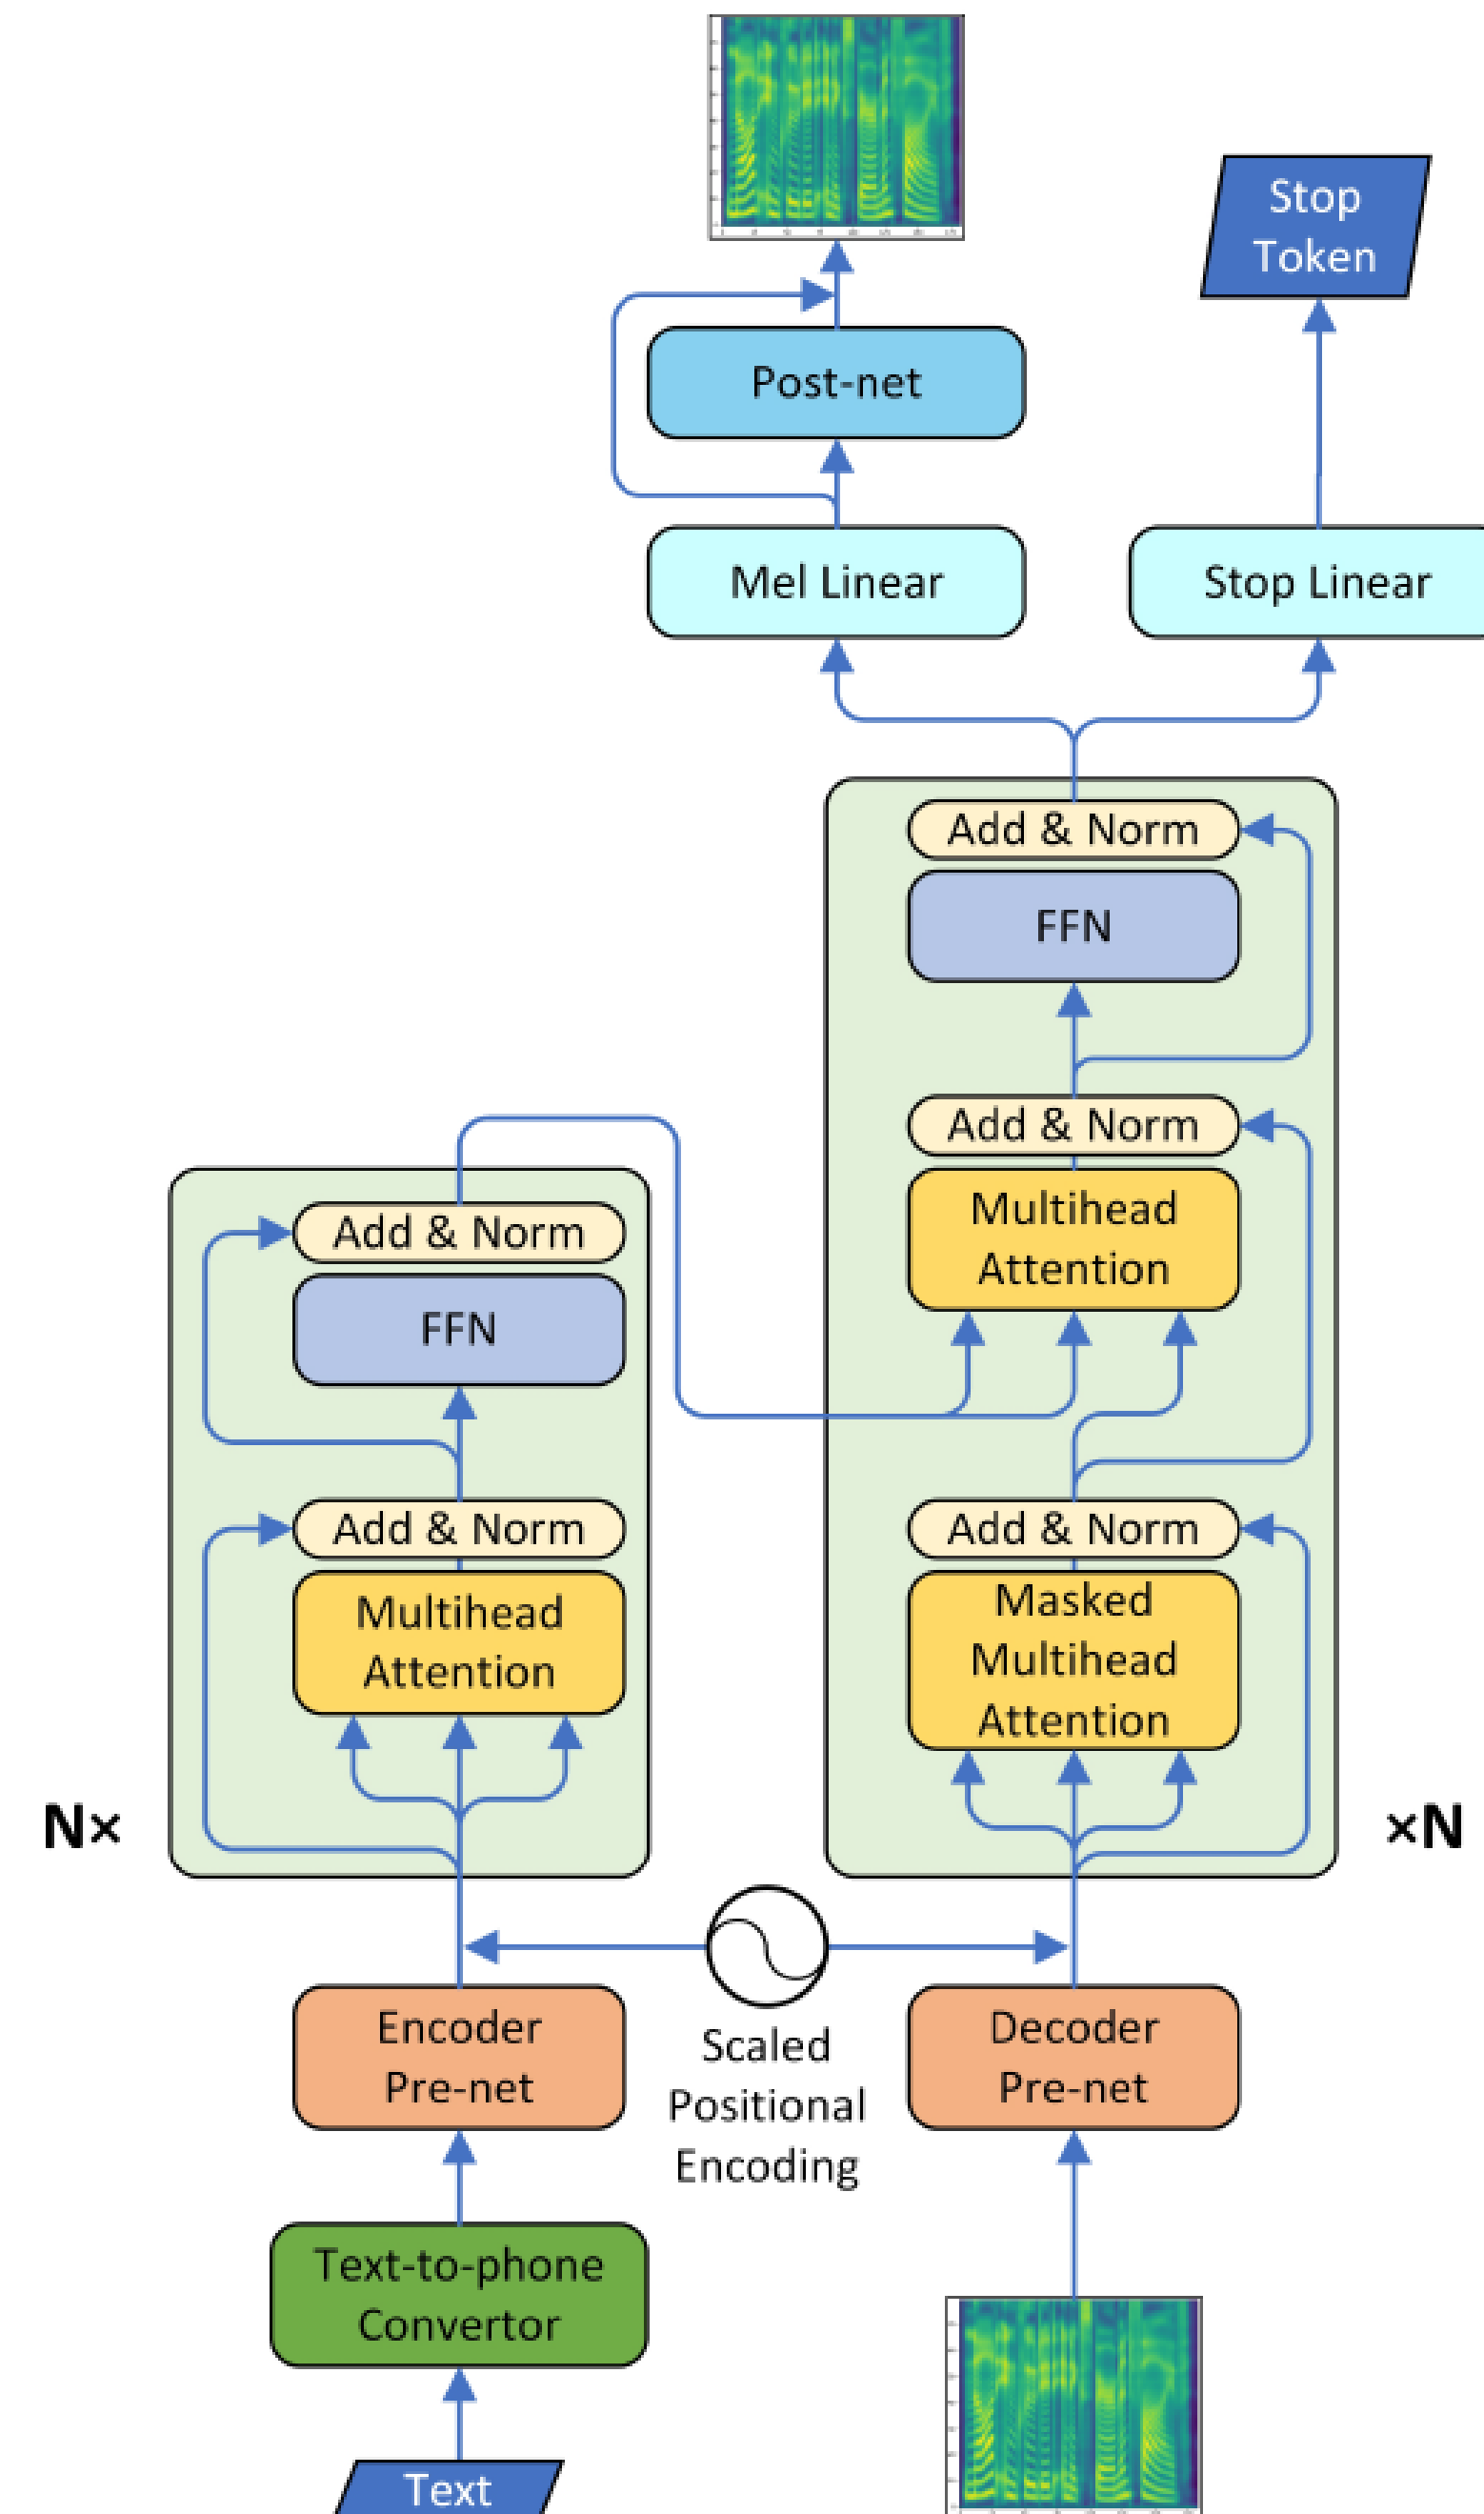 Stop
Token
Post-net
Mel Linear
Stop Linear
Add & Norm
FFN
Add & Norm
Multihead
Attention
Add & Norm
FFN
Add & Norm
Multihead
Attention
Add & Norm
Masked
Multihead
Attention
N×
×N
Encoder
Pre-net
Scaled
Positional
Encoding
Decoder
Pre-net
Text-to-phone
Convertor
Text